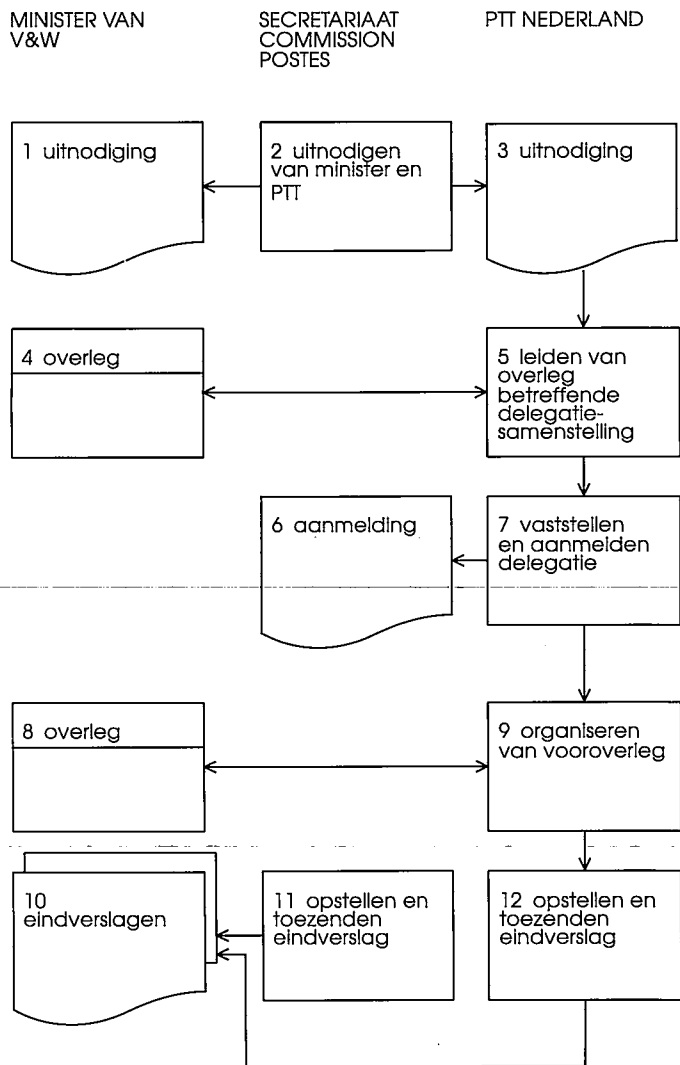 MINISTER VAN
V&W
SECRETARIAAT
COMMISSION
POSTES
PTT NEDERLAND
1 uitnodiging
2 uitnodigen
van minister en
PTT
3 uitnodiging
4 overleg
5 leiden van
overleg
betreffende
delegatie-
samenstelling
6 aanmelding
7 vaststellen
en aanmelden
delegatie
8 overleg
9 organiseren
van vooroverleg
10
eindverslagen
11 opstellen en
toezenden
eindverslag
12 opstellen en
toezenden
eindverslag